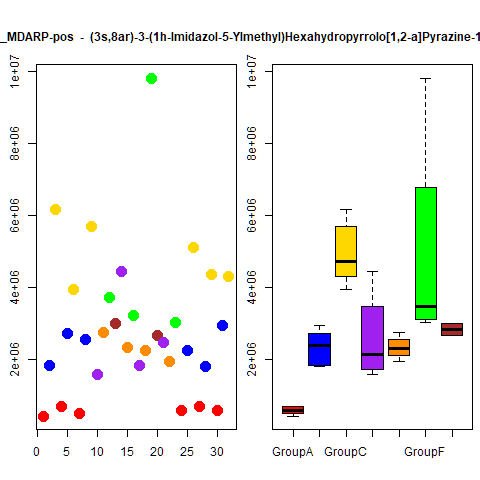 _MDARP-pos - (3s,8ar)-3-(1h-Imidazol-5-Ylmethyl)Hexahydropyrrolo[1,2-a]Pyrazine-1
1e+07
8e+06
6e+06
4e+06
2e+06
0 5 10 15 20 25 30
1e+07
8e+06
6e+06
4e+06
2e+06
GroupA GroupC GroupF